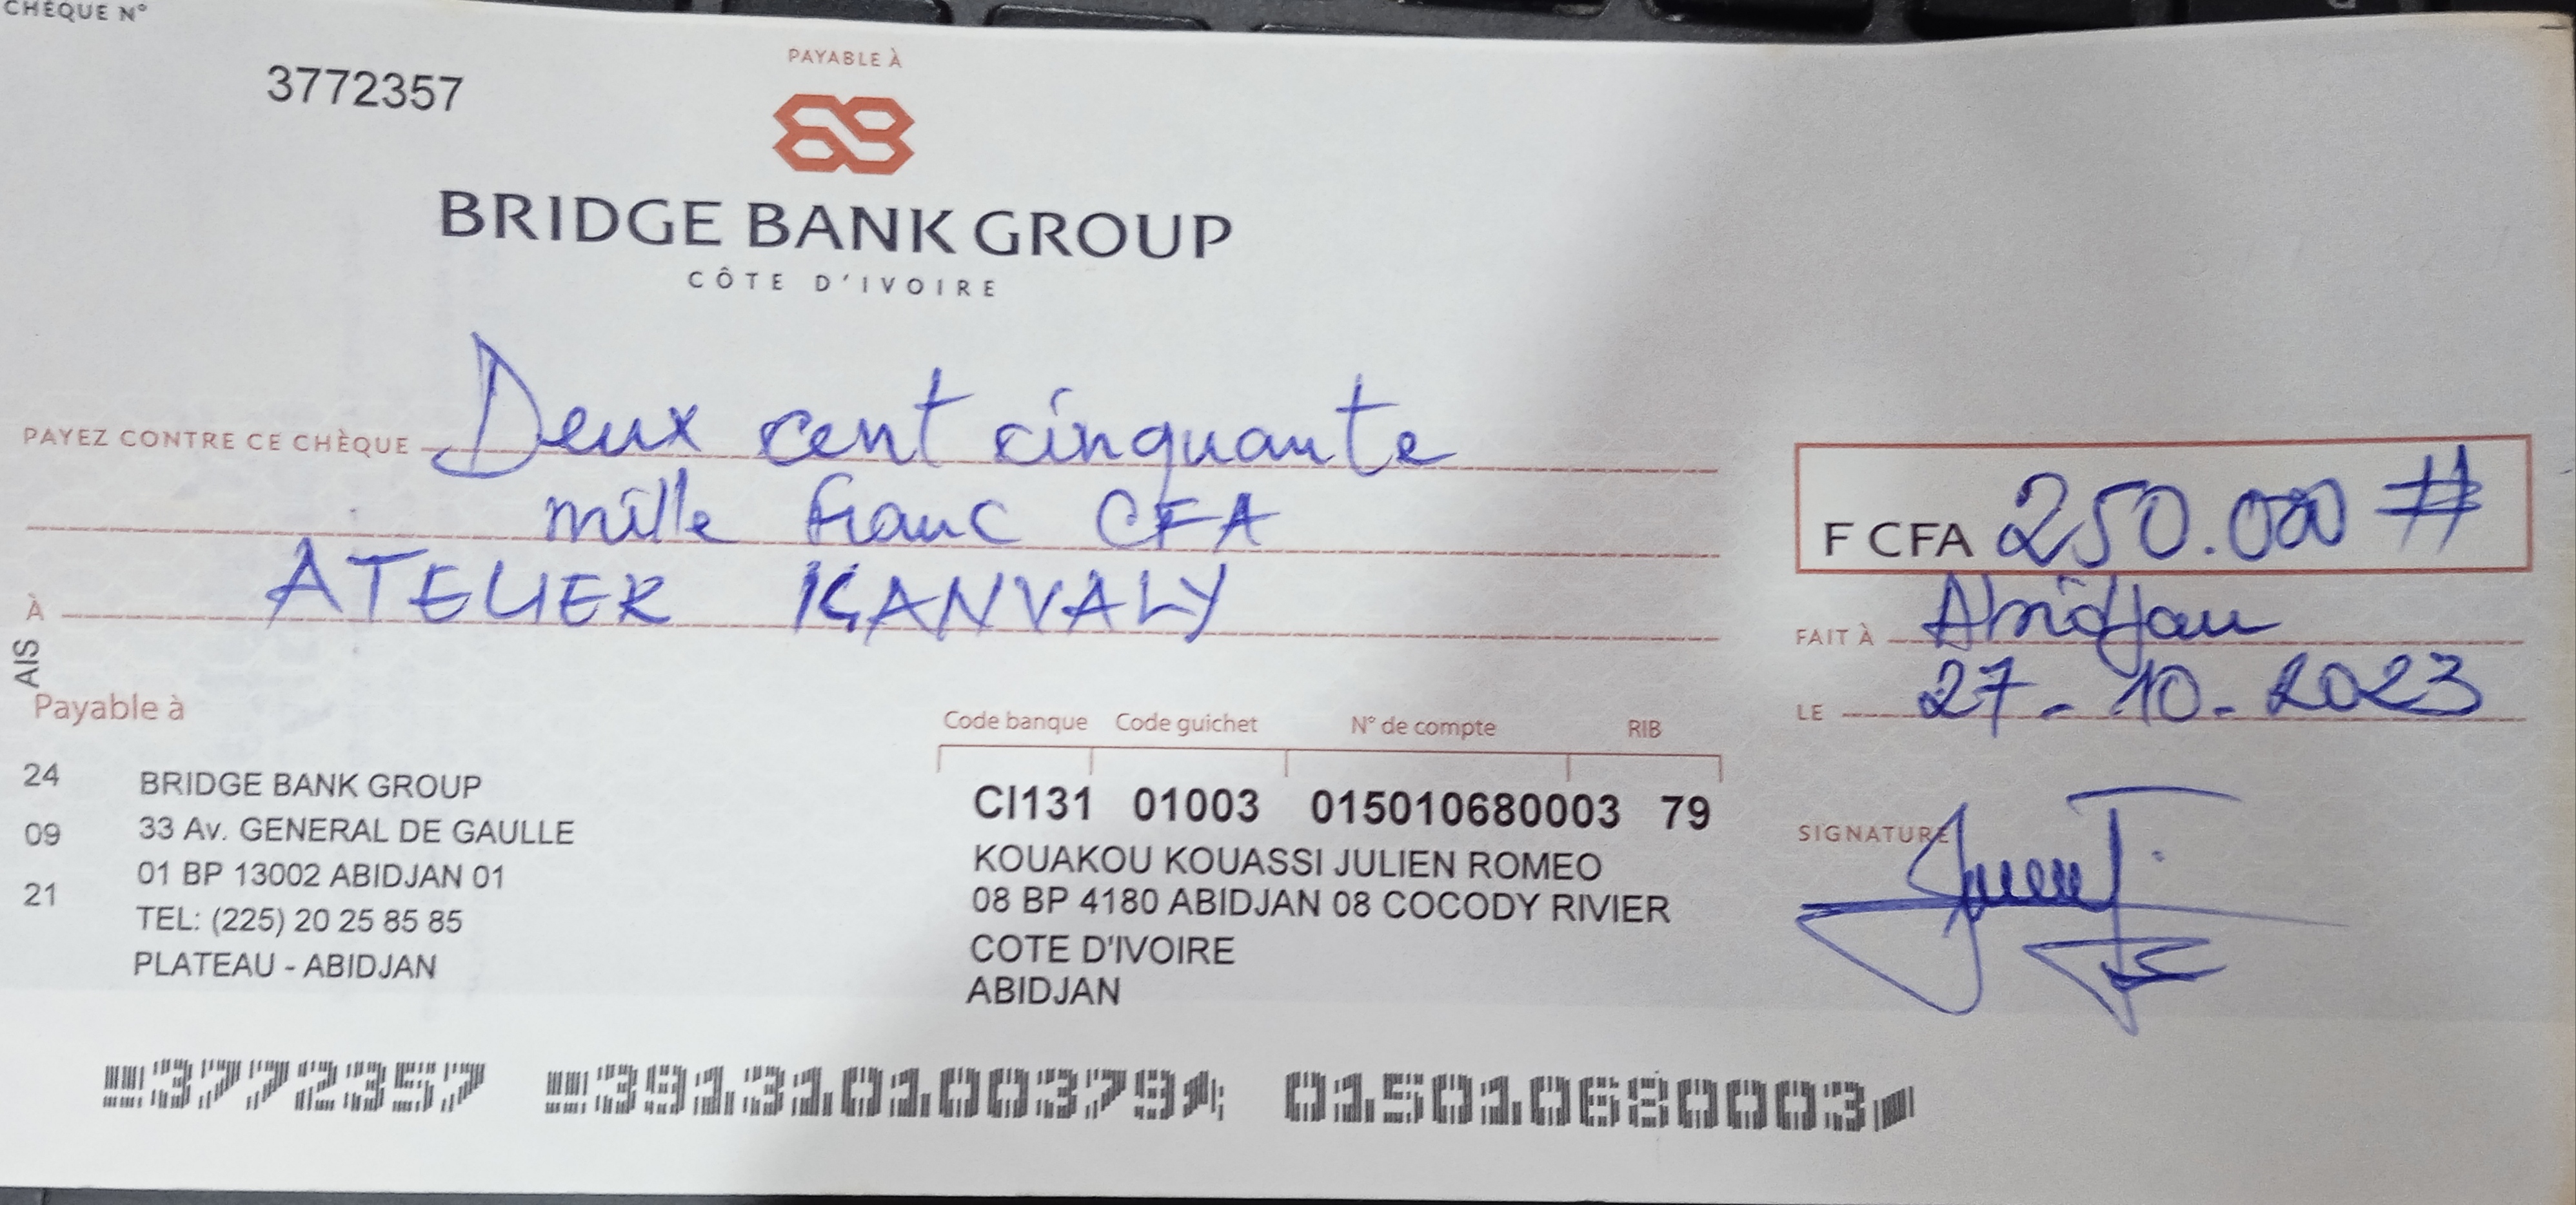 CHÈQUE N°
3772357
PAYABLE À
BRIDGE BANK GROUP
CÔTE D'IVOIRE
PAYEZ CONTRE CE CHÈQUE Deux cent cinquante
mille franc CFA
F CFA 250.000 #
À ATELIER KANVALY
FAIT À Abidjan
LE 27-10-2023
AIS
Payable à
24
09
21
BRIDGE BANK GROUP
33 Av. GENERAL DE GAULLE
01 BP 13002 ABIDJAN 01
TEL: (225) 20 25 85 85
PLATEAU - ABIDJAN
Code banque Code guichet N° de compte RIB
CI131 01003 015010680003 79
KOUAKOU KOUASSI JULIEN ROMEO
08 BP 4180 ABIDJAN 08 COCODY RIVIER
COTE D'IVOIRE
ABIDJAN
SIGNATURE
3772357 391310100379 015010680003